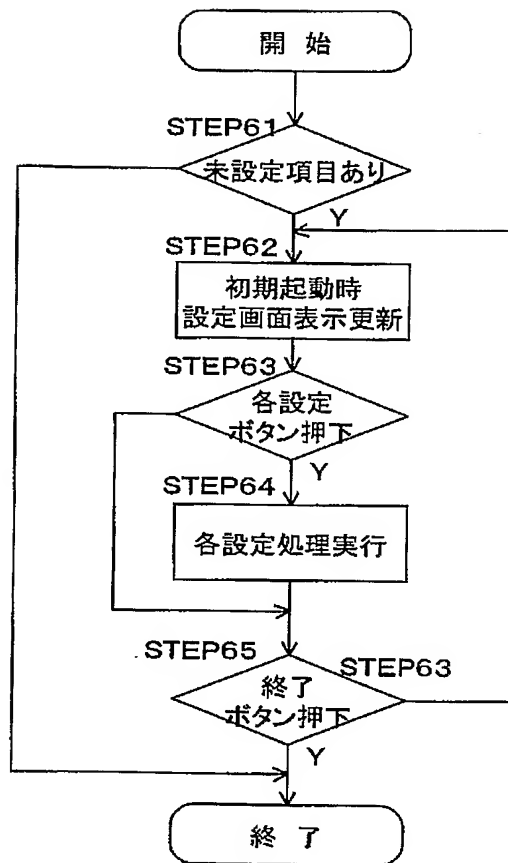 開 始
STEP61
未設定項目あり
Y
STEP62
初期起動時
設定画面表示更新
STEP63
各設定
ボタン押下
Y
STEP64
各設定処理実行
STEP65
STEP63
終了
ボタン押下
Y
終 了